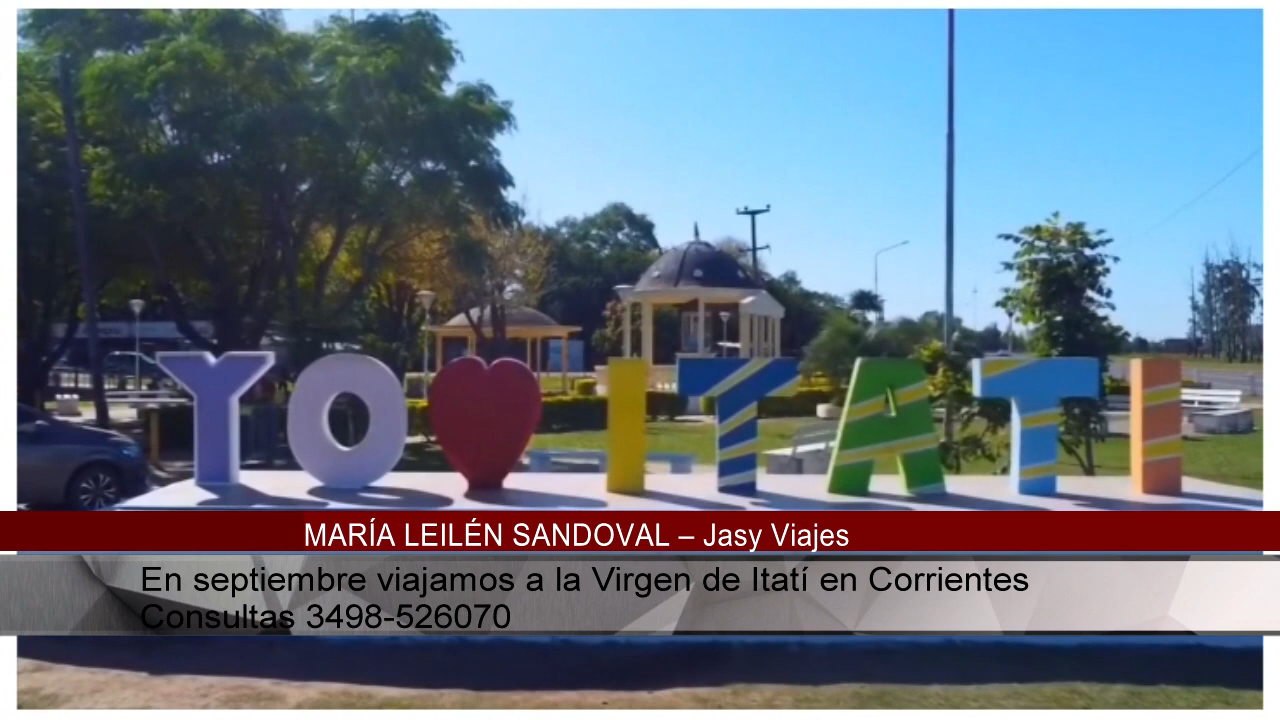 YO ♥ ITATI
MARÍA LEILÉN SANDOVAL – Jasy Viajes
En septiembre viajamos a la Virgen de Itatí en Corrientes
Consultas 3498-526070